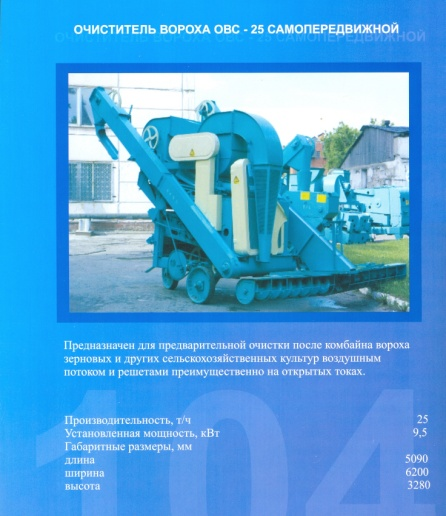 ОЧИСТИТЕЛЬ ВОРОХА ОВС - 25 САМОПЕРЕДВИЖНОЙ
Предназначен для предварительной очистки после комбайна вороха
зерновых и других сельскохозяйственных культур воздушным
потоком и решетами преимущественно на открытых токах.
Производительность, т/ч 25
Установленная мощность, кВт 9,5
Габаритные размеры, мм
длина 5090
ширина 6200
высота 3280
104